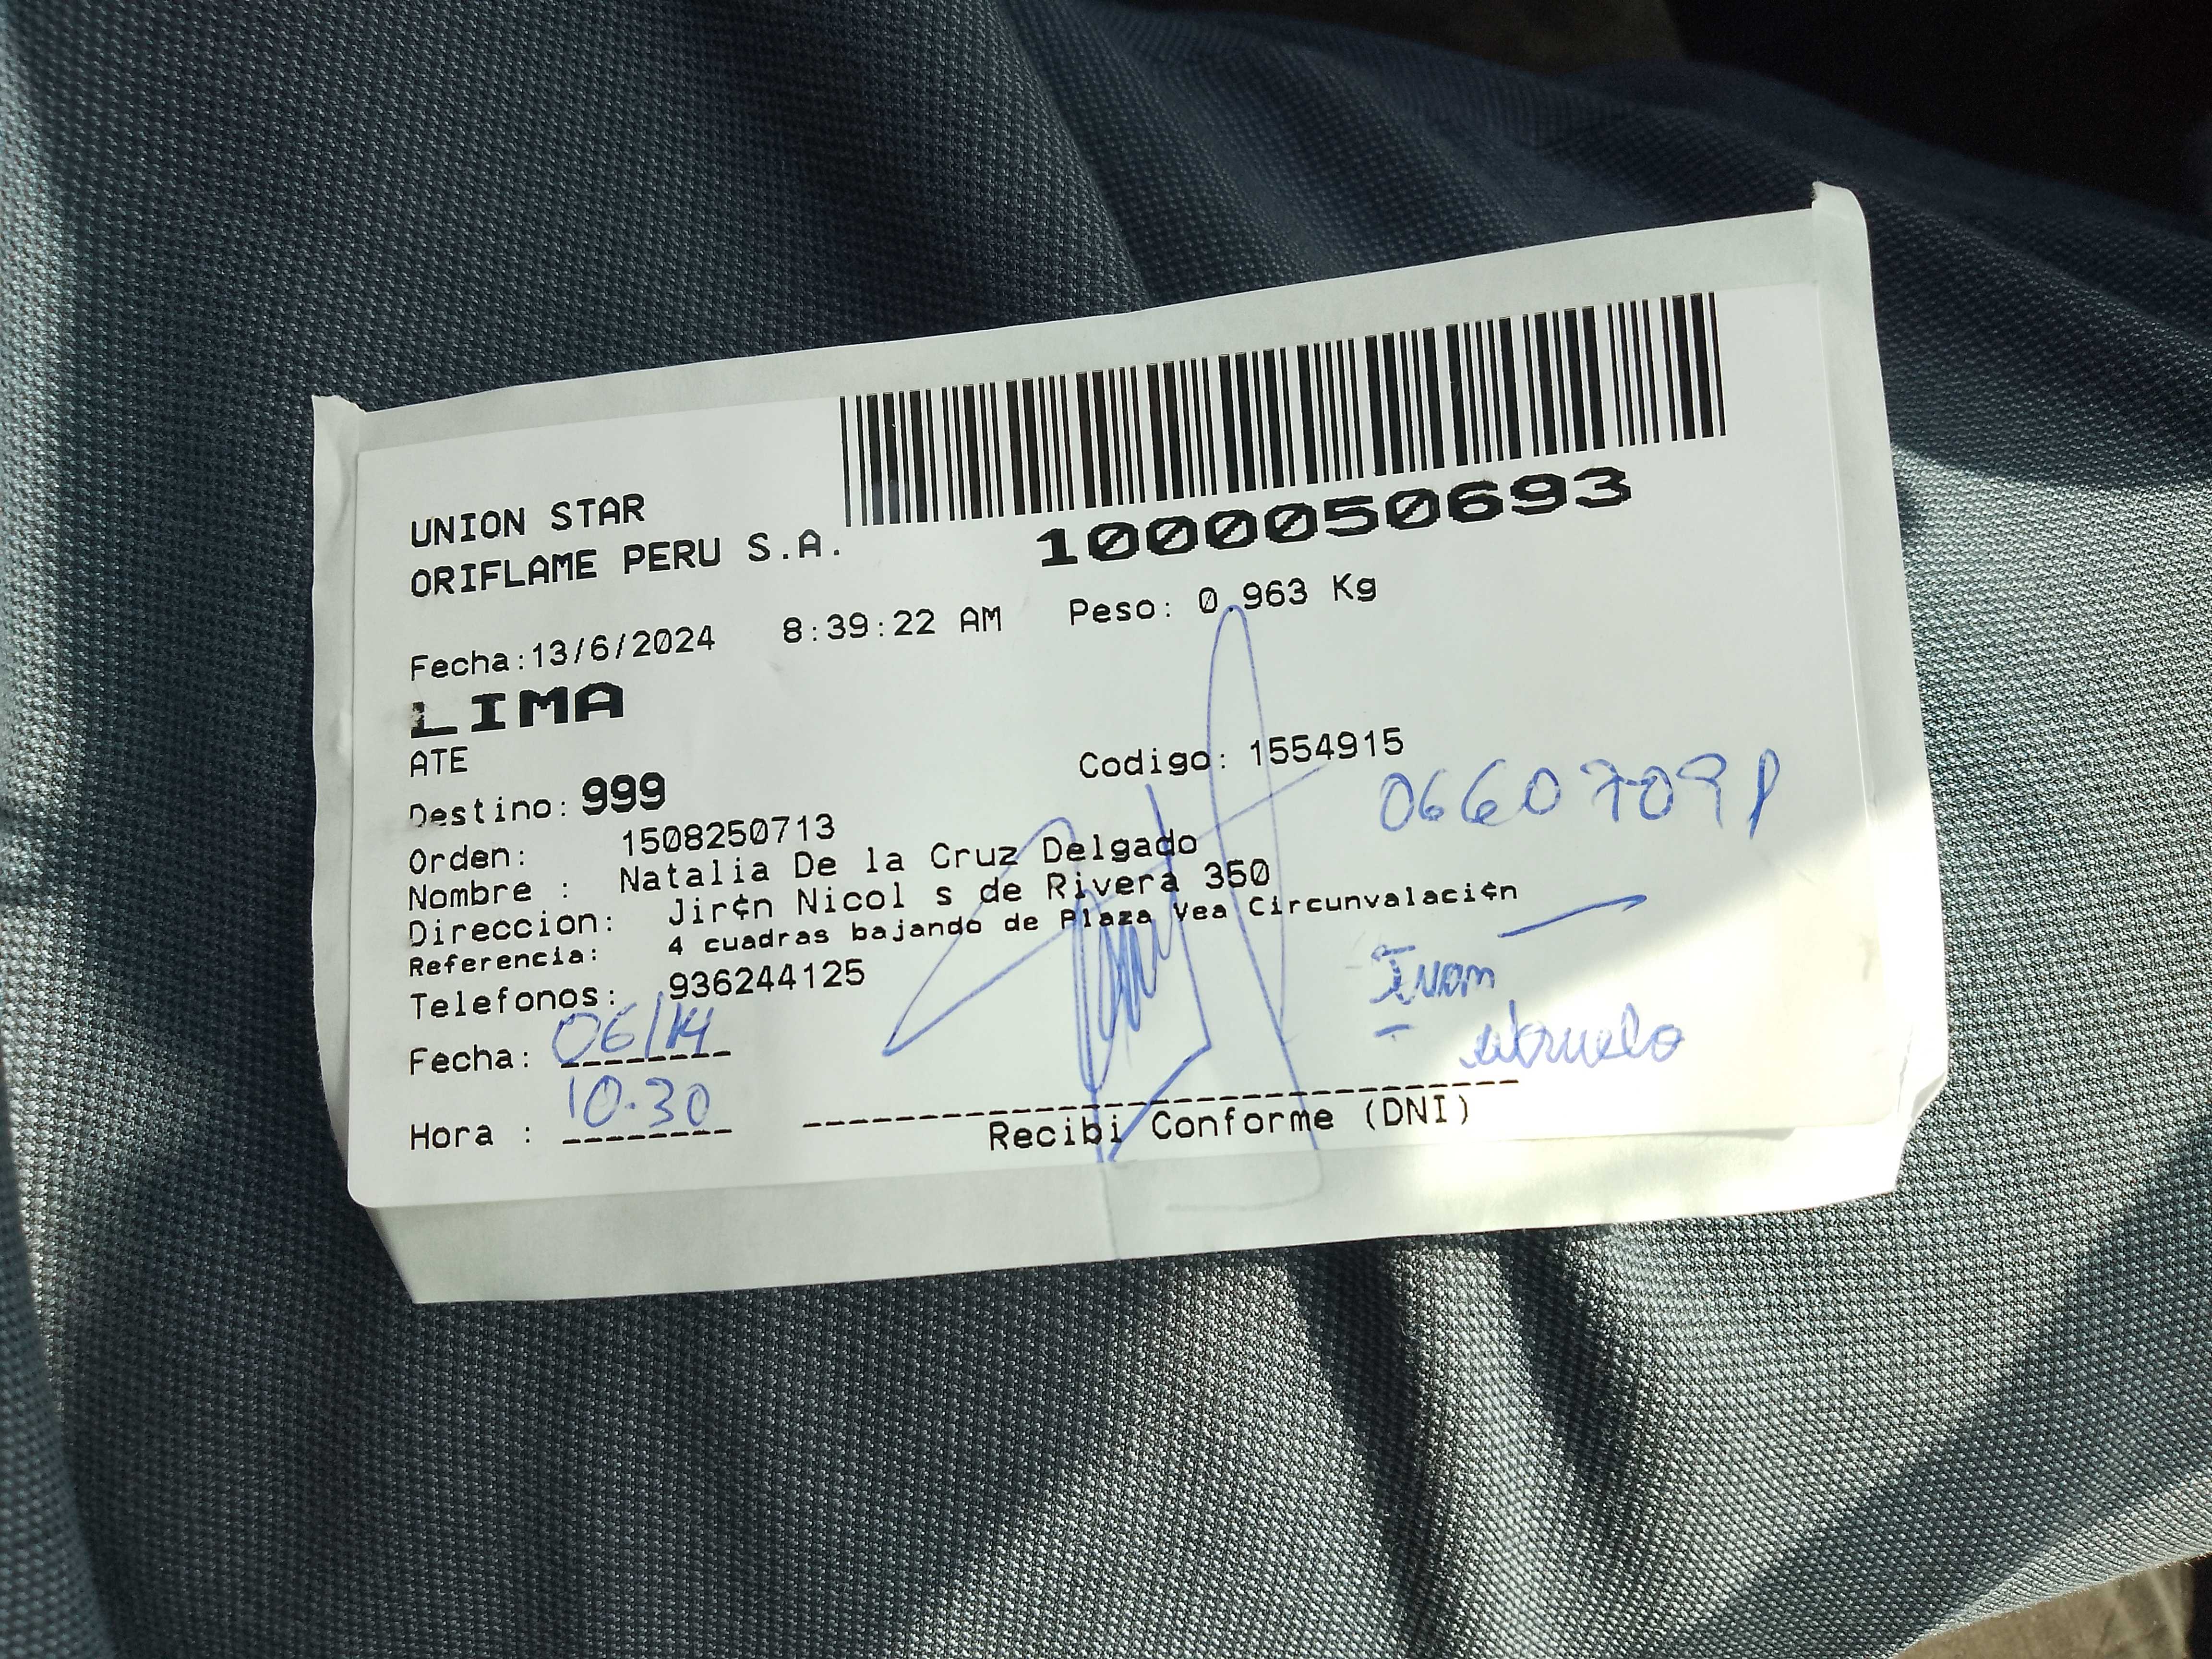 UNION STAR
ORIFLAME PERU S.A.
1000050693
Fecha:13/6/2024 8:39:22 AM Peso: 0.963 Kg
LIMA
ATE
Codigo: 1554915
Destino: 999
Orden: 1508250713
Nombre : Natalia De la Cruz Delgado
Direccion: Jir¢n Nicol s de Rivera 350
Referencia: 4 cuadras bajando de Plaza Vea Circunvalaci¢n
Telefonos: 936244125
Fecha: 06/14
Hora : 10.30
Ivan
abuelo
Recibi Conforme (DNI)